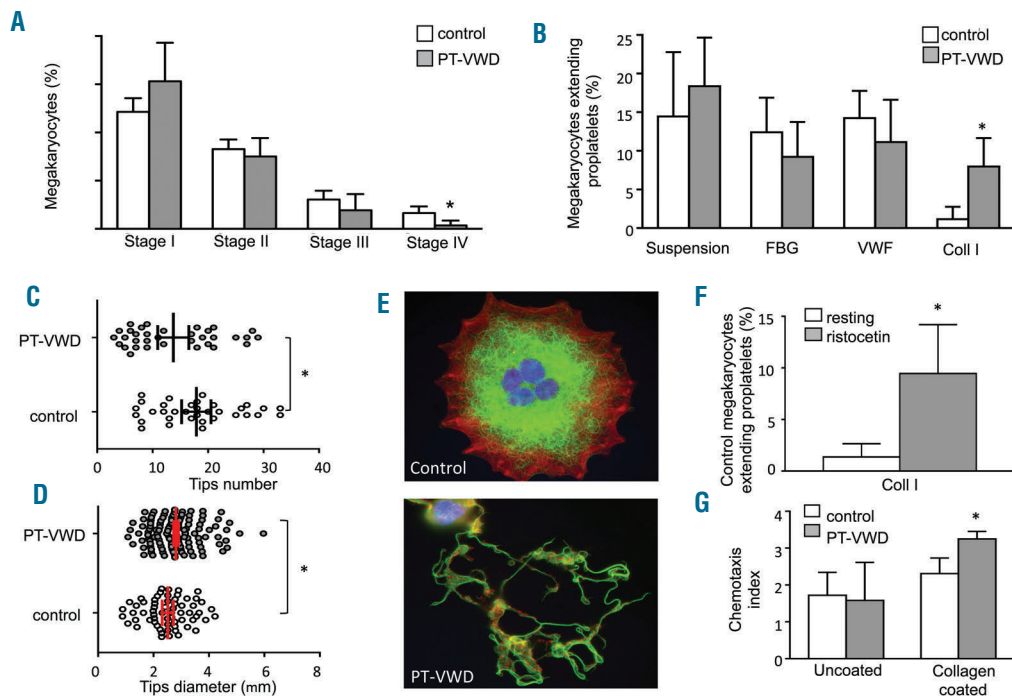 A
control
PT-VWD
Megakaryocytes (%)
Stage I
Stage II
Stage III
Stage IV
*
B
control
PT-VWD
Megakaryocytes extending
proplatelets (%)
25
20
15
10
15
0
Suspension
FBG
VWF
Coll I
*
C
PT-VWD
control
*
0
10
20
30
40
Tips number
D
PT-VWD
control
*
0
2
4
6
8
Tips diameter (mm)
E
Control
PT-VWD
F
resting
ristocetin
Control megakaryocytes
extending proplatelets (%)
15
10
5
0
Coll I
*
G
control
PT-VWD
Chemotaxis
index
4
3
2
1
0
Uncoated
Collagen
coated
*